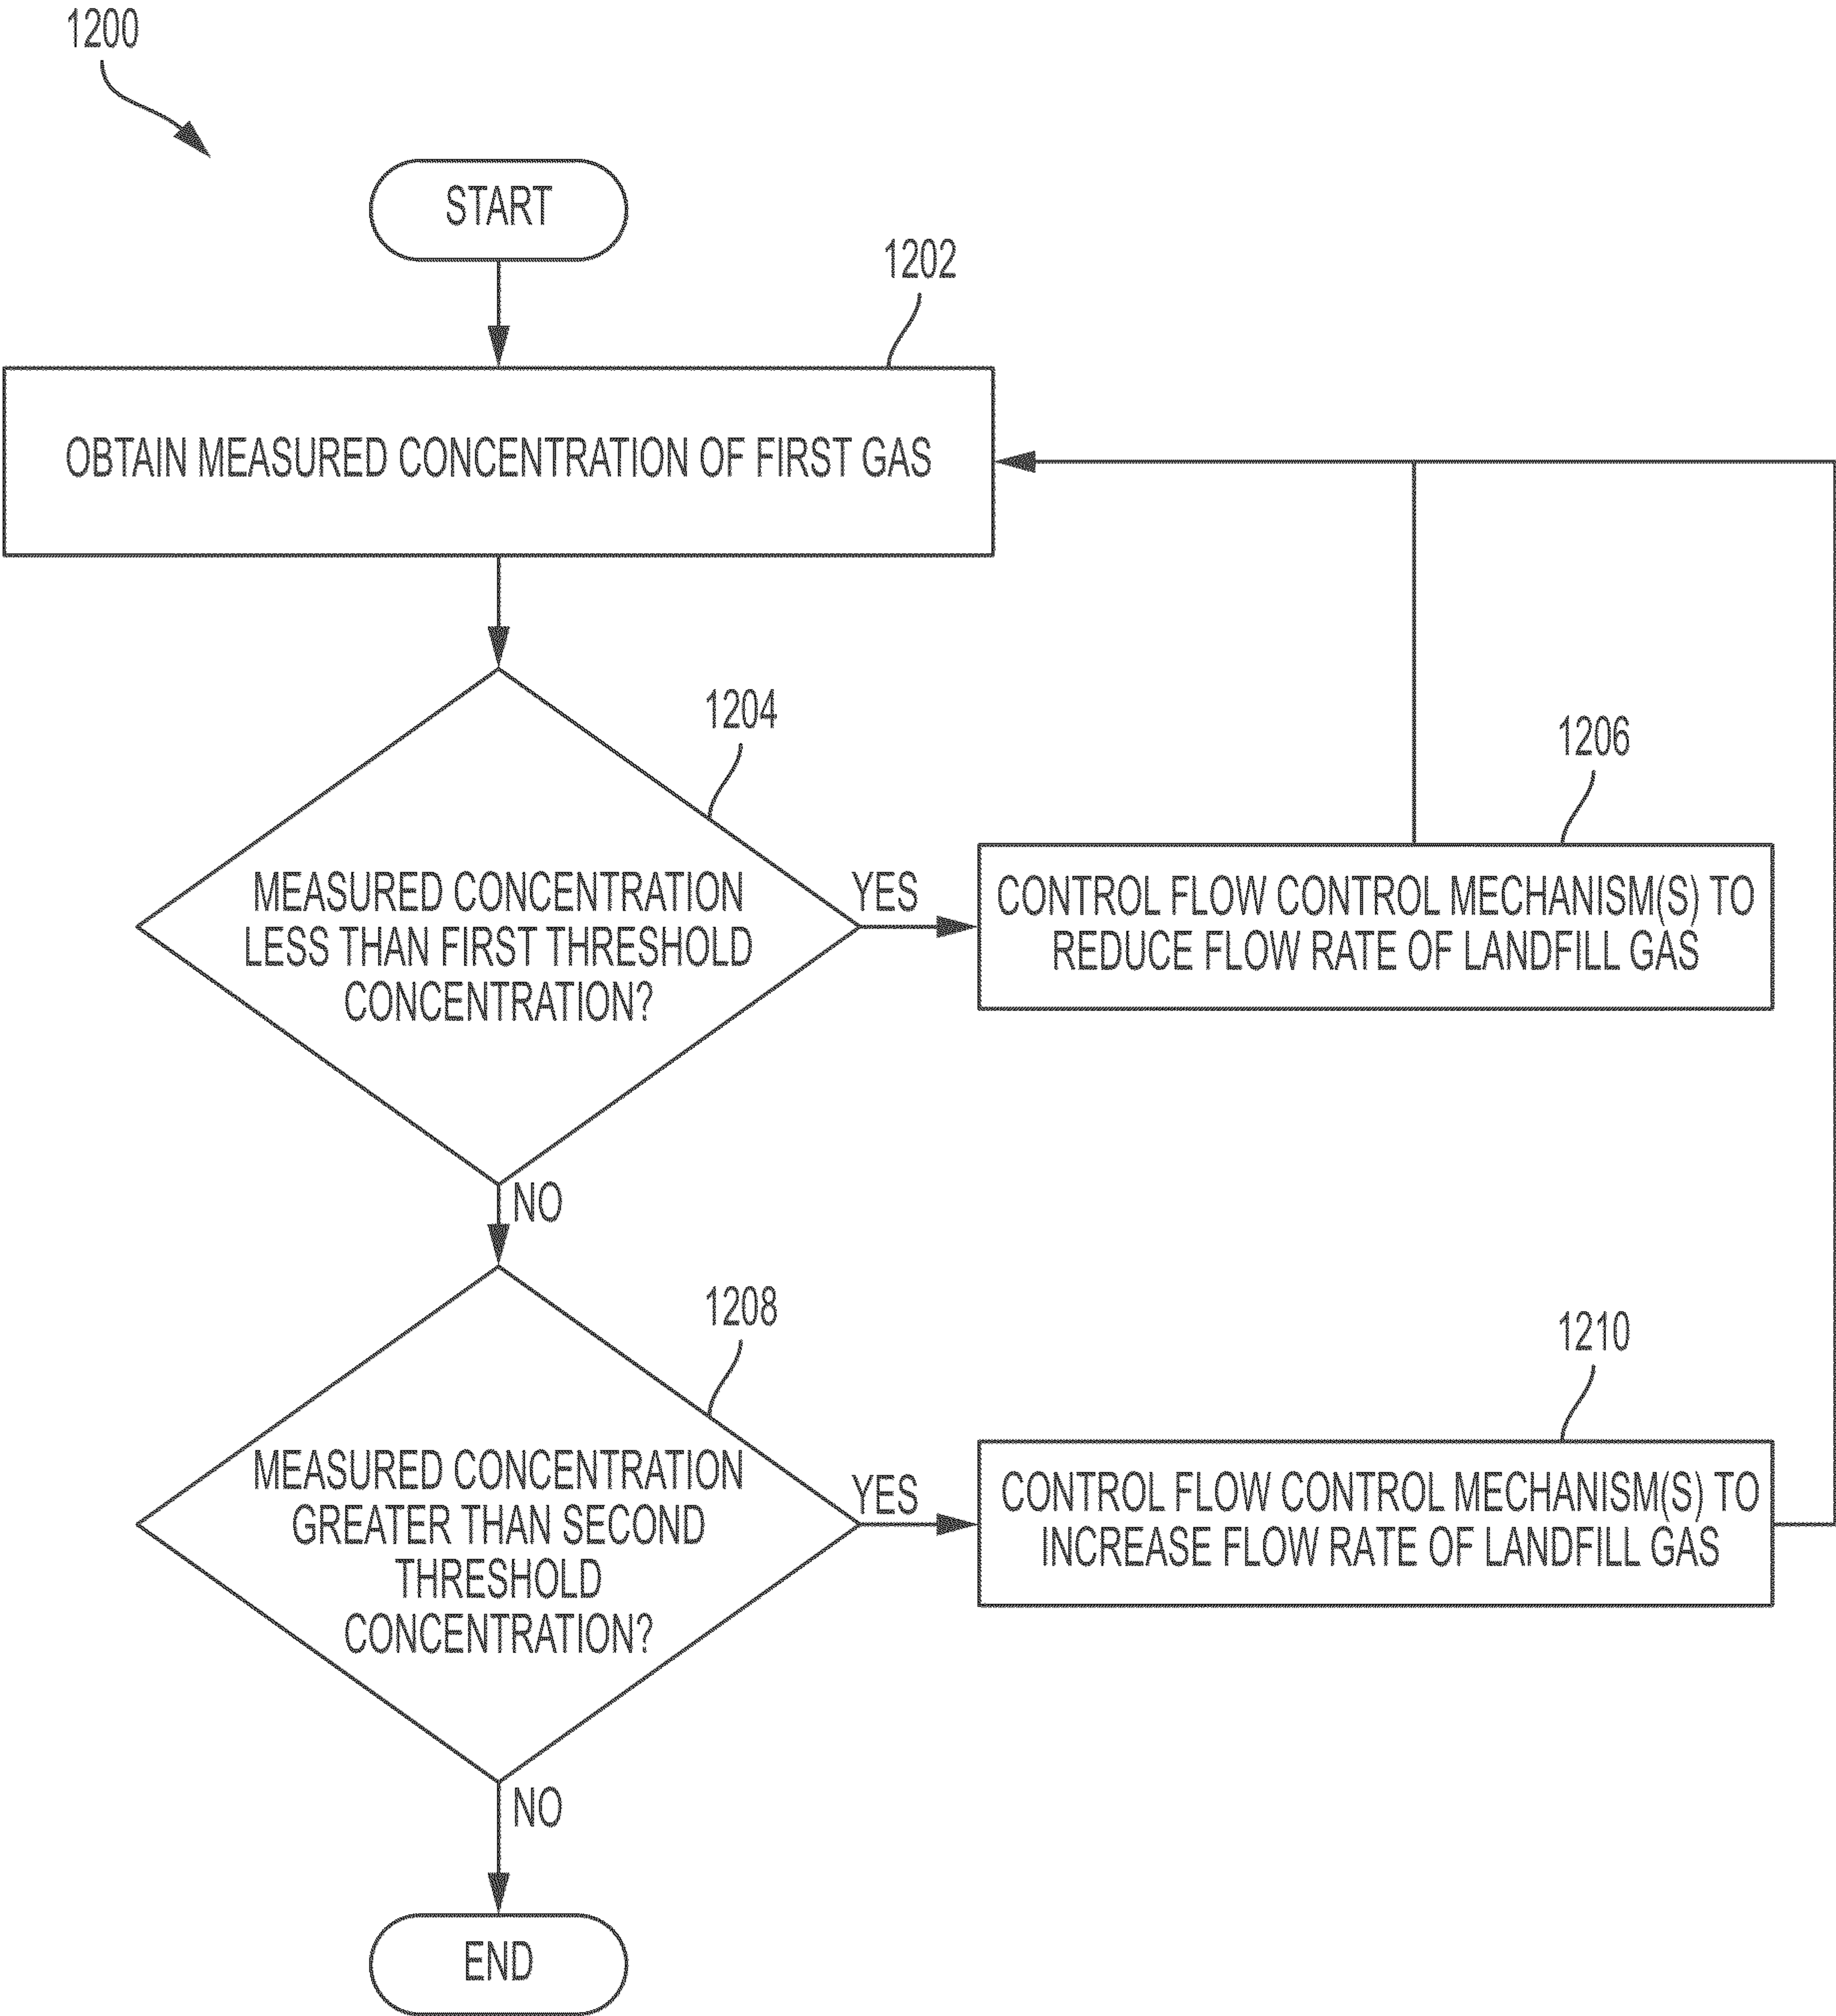 1200
START
1202
OBTAIN MEASURED CONCENTRATION OF FIRST GAS
1204
MEASURED CONCENTRATION
LESS THAN FIRST THRESHOLD
CONCENTRATION?
YES
1206
CONTROL FLOW CONTROL MECHANISM(S) TO
REDUCE FLOW RATE OF LANDFILL GAS
NO
1208
MEASURED CONCENTRATION
GREATER THAN SECOND
THRESHOLD
CONCENTRATION?
YES
1210
CONTROL FLOW CONTROL MECHANISM(S) TO
INCREASE FLOW RATE OF LANDFILL GAS
NO
END